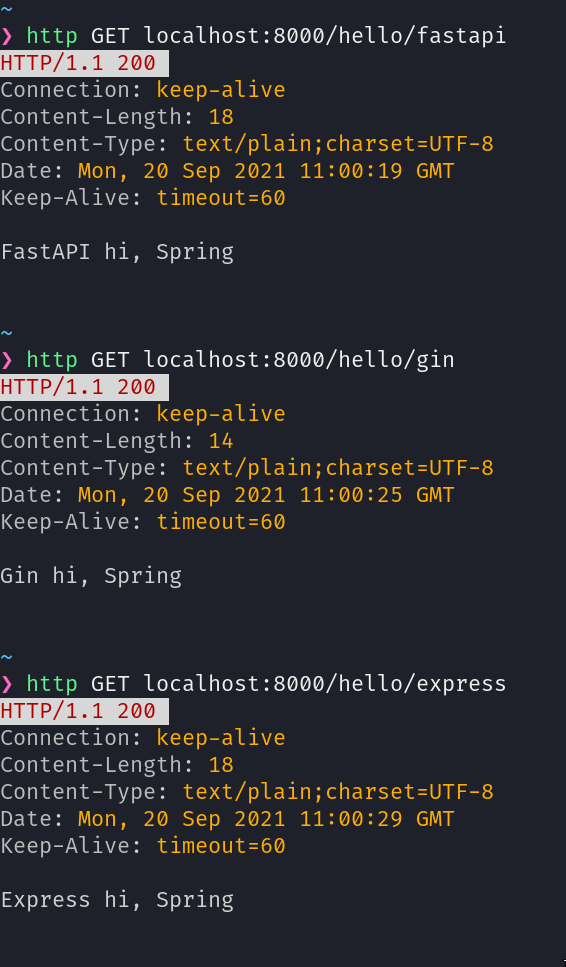 ~
❯ http GET localhost:8000/hello/fastapi
HTTP/1.1 200
Connection: keep-alive
Content-Length: 18
Content-Type: text/plain;charset=UTF-8
Date: Mon, 20 Sep 2021 11:00:19 GMT
Keep-Alive: timeout=60
FastAPI hi, Spring
~
❯ http GET localhost:8000/hello/gin
HTTP/1.1 200
Connection: keep-alive
Content-Length: 14
Content-Type: text/plain;charset=UTF-8
Date: Mon, 20 Sep 2021 11:00:25 GMT
Keep-Alive: timeout=60
Gin hi, Spring
~
❯ http GET localhost:8000/hello/express
HTTP/1.1 200
Connection: keep-alive
Content-Length: 18
Content-Type: text/plain;charset=UTF-8
Date: Mon, 20 Sep 2021 11:00:29 GMT
Keep-Alive: timeout=60
Express hi, Spring